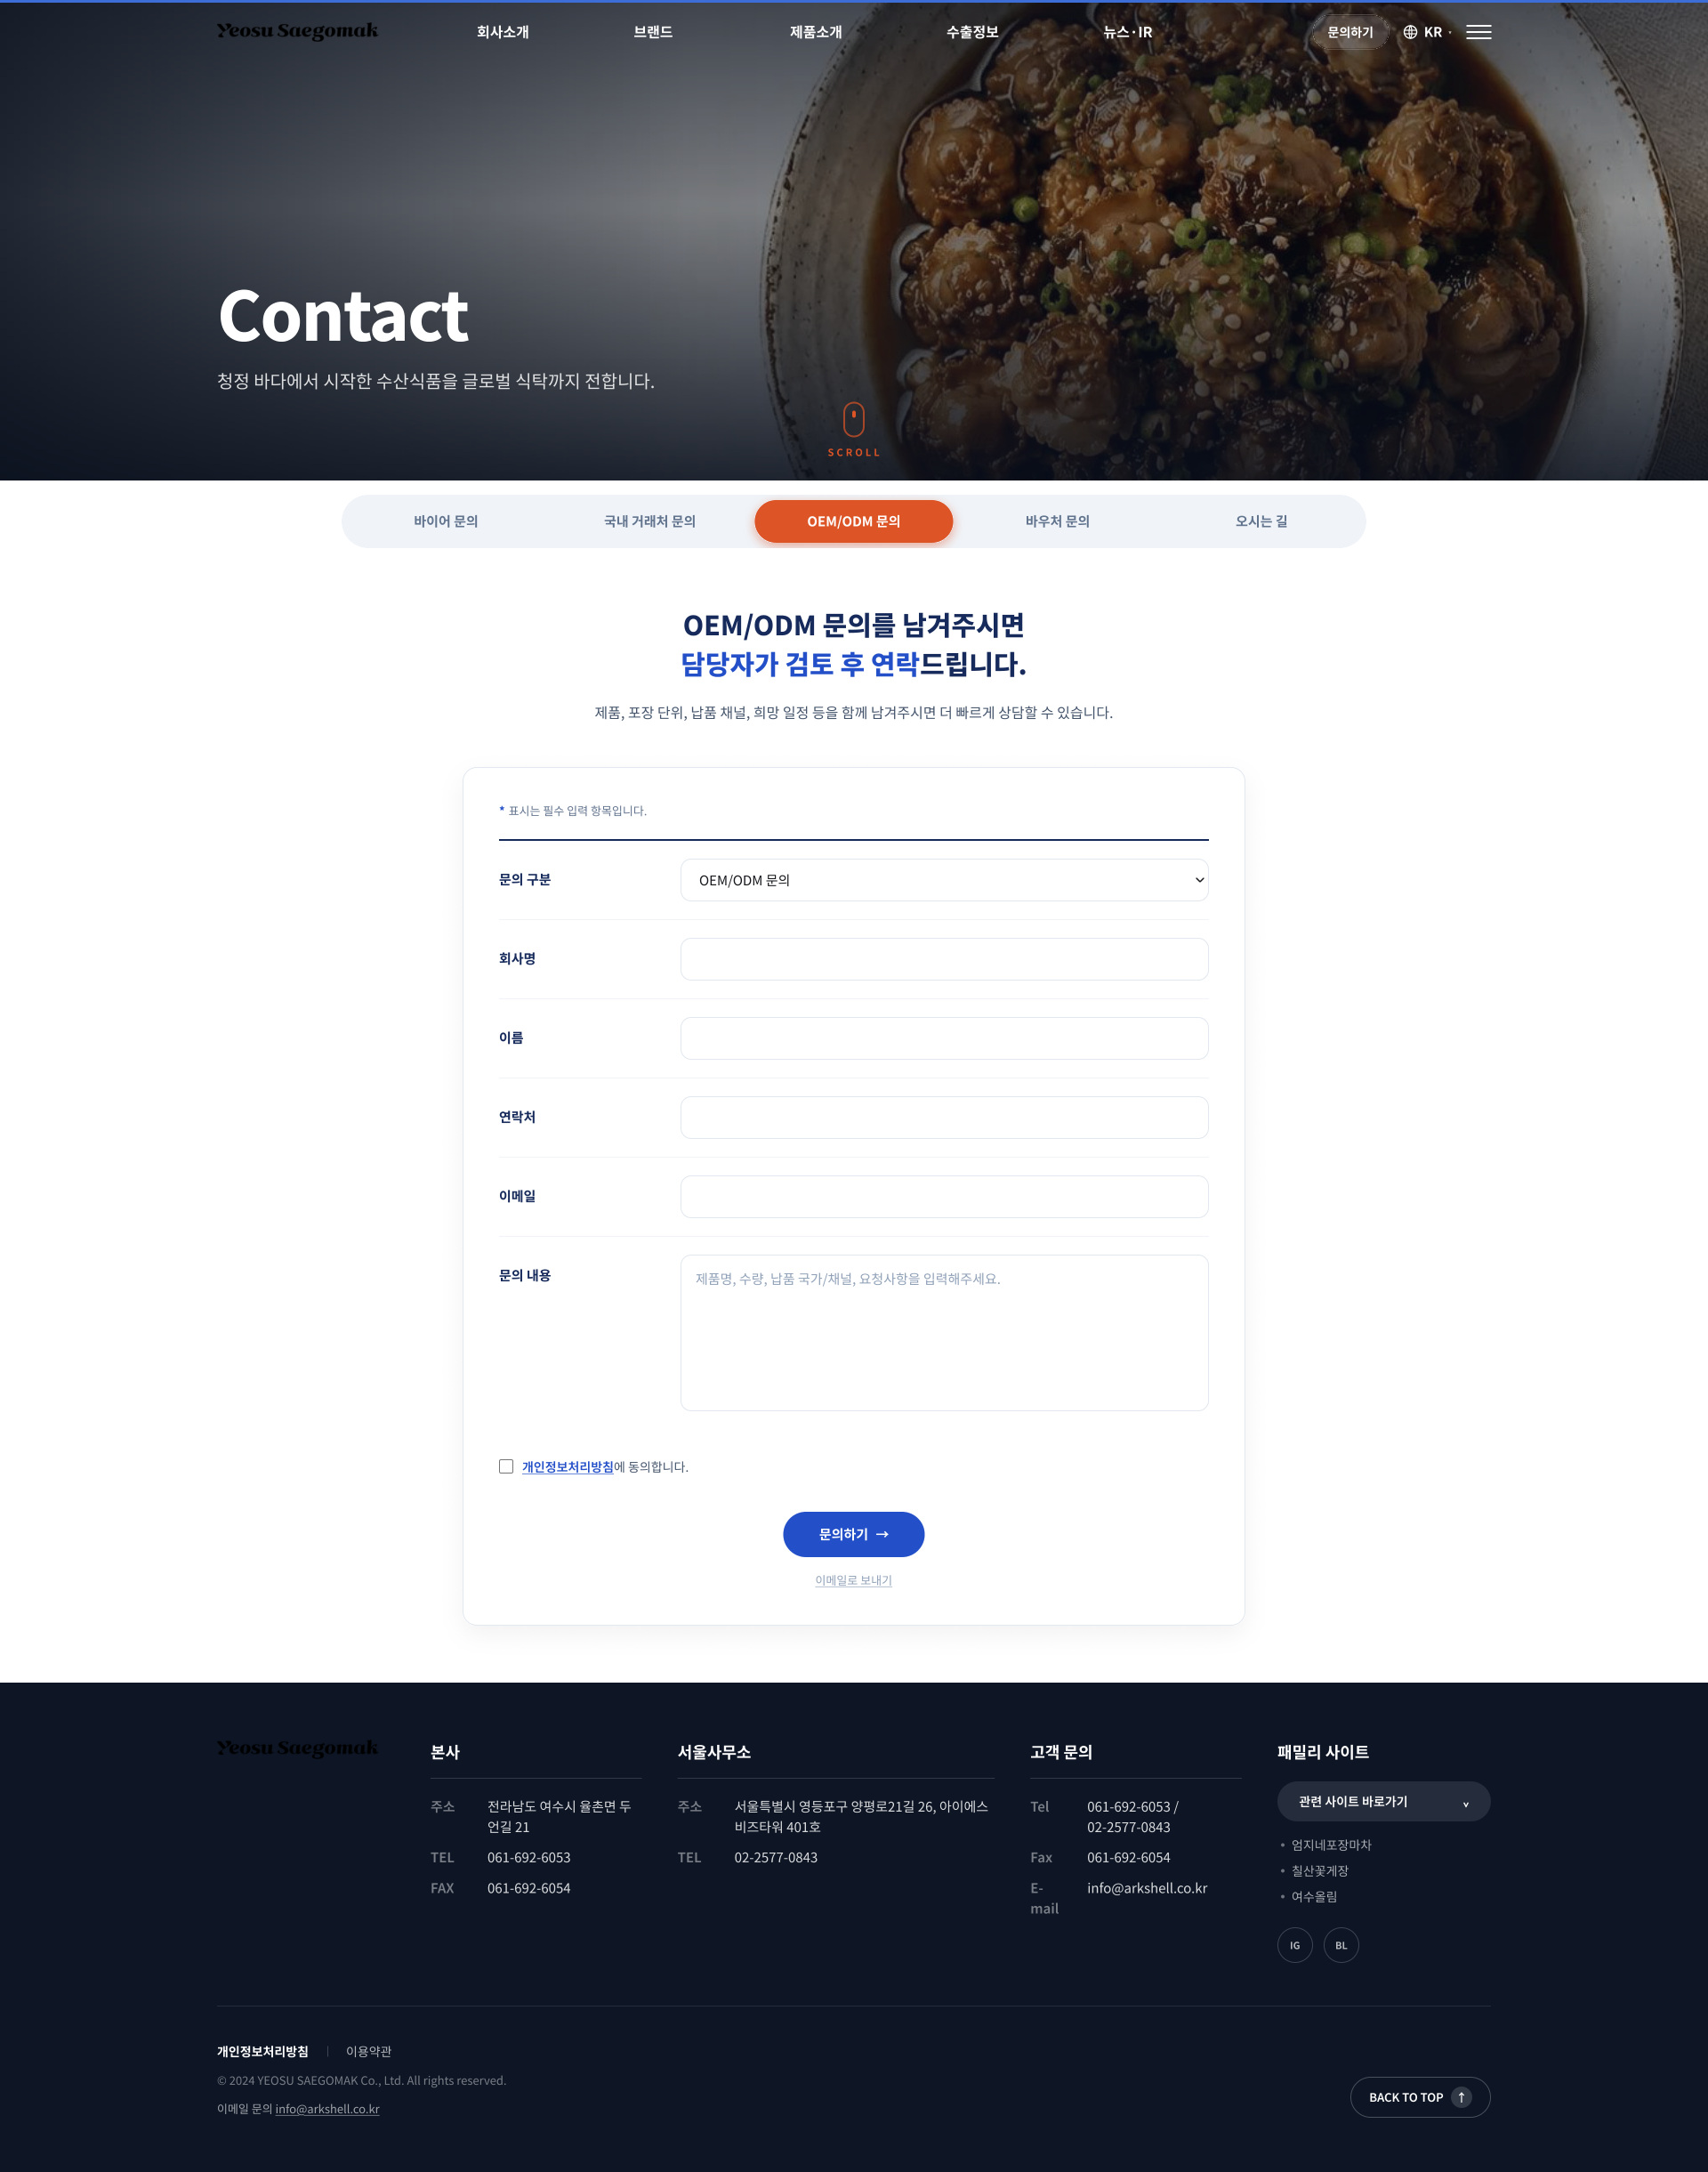 Yeosu Saegomak
회사소개
브랜드
제품소개
수출정보
뉴스·IR
문의하기
KR
Contact
청정 바다에서 시작한 수산식품을 글로벌 식탁까지 전합니다.
SCROLL
바이어 문의
국내 거래처 문의
OEM/ODM 문의
바우처 문의
오시는 길
OEM/ODM 문의를 남겨주시면
담당자가 검토 후 연락드립니다.
제품, 포장 단위, 납품 채널, 희망 일정 등을 함께 남겨주시면 더 빠르게 상담할 수 있습니다.
* 표시는 필수 입력 항목입니다.
문의 구분
OEM/ODM 문의
회사명
이름
연락처
이메일
문의 내용
제품명, 수량, 납품 국가/채널, 요청사항을 입력해주세요.
개인정보처리방침에 동의합니다.
문의하기 →
이메일로 보내기
Yeosu Saegomak
본사
주소 전라남도 여수시 율촌면 두
언길 21
TEL 061-692-6053
FAX 061-692-6054
서울사무소
주소 서울특별시 영등포구 양평로21길 26, 아이에스
비즈타워 401호
TEL 02-2577-0843
고객 문의
Tel 061-692-6053 /
02-2577-0843
Fax 061-692-6054
E-
mail info@arkshell.co.kr
패밀리 사이트
관련 사이트 바로가기
• 엄지네포장마차
• 칠산꽃게장
• 여수올림
IG
BL
개인정보처리방침
이용약관
© 2024 YEOSU SAEGOMAK Co., Ltd. All rights reserved.
이메일 문의 info@arkshell.co.kr
BACK TO TOP ↑